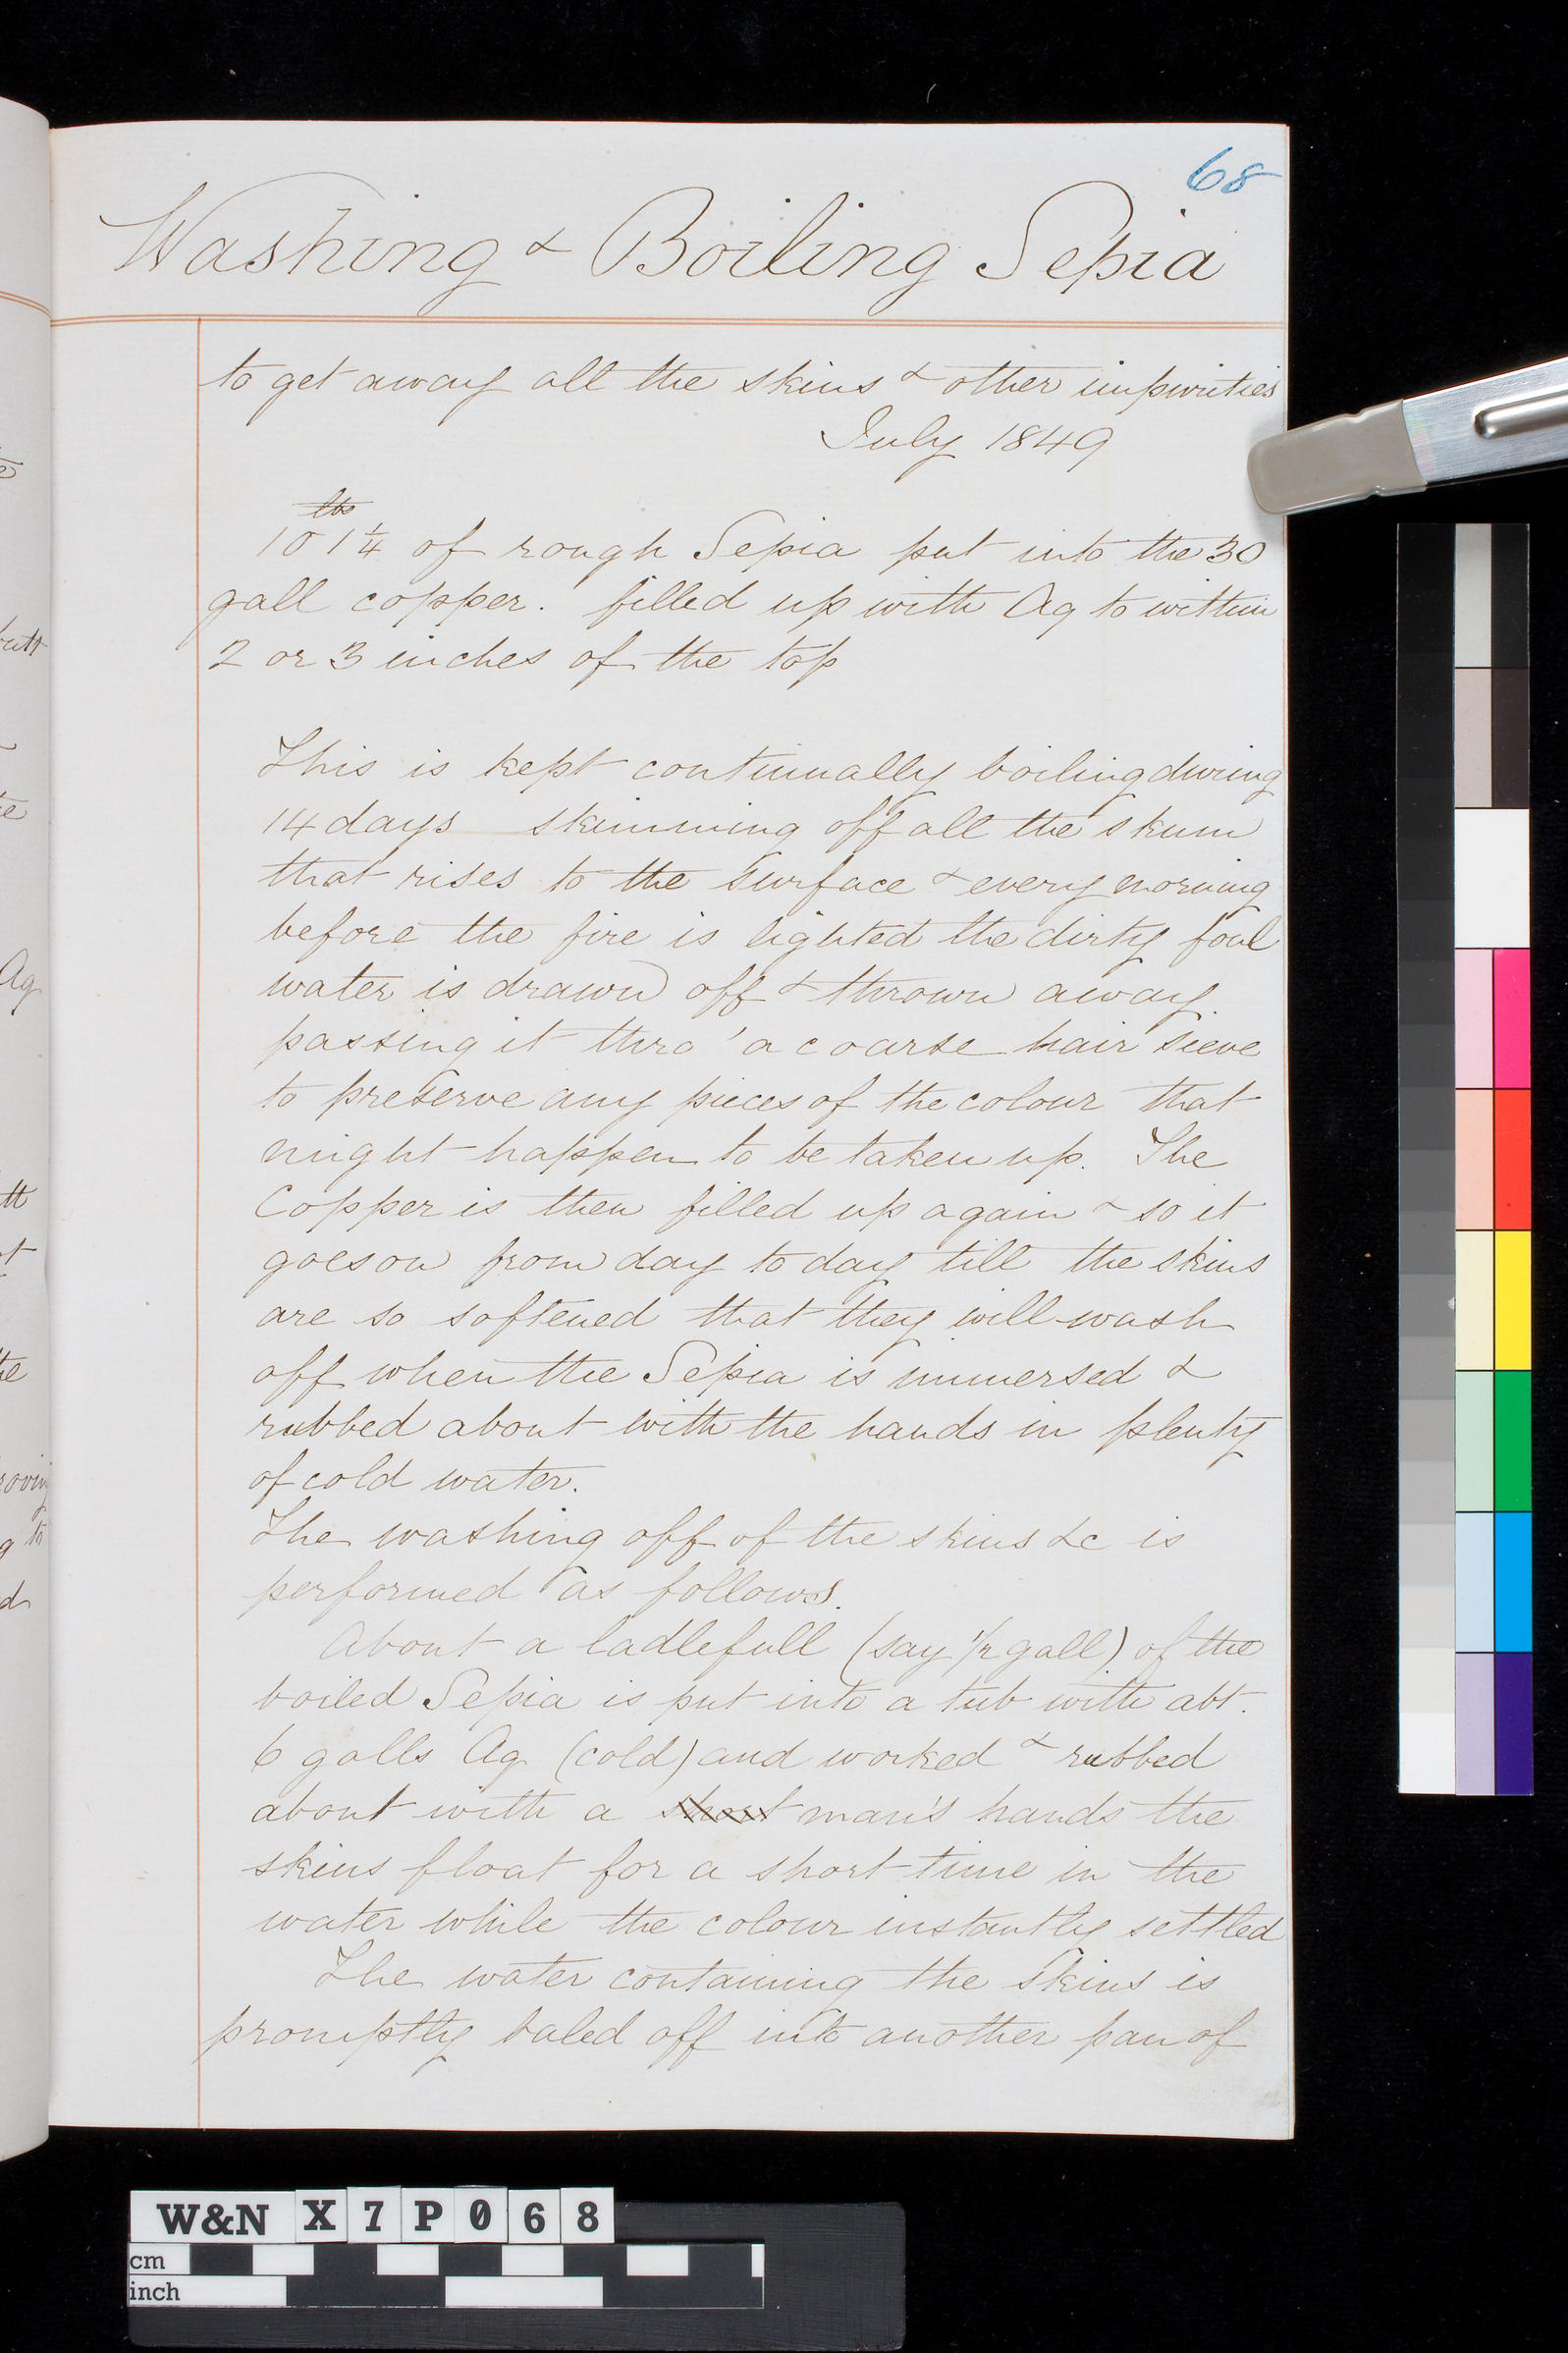 68
Washing & Boiling Sepia
to get away all the skins & other impurities
July 1849
lbs
101 1/4 of rough Sepia put into the 30
gall copper. filled up with Aq to within
2 or 3 inches of the top
This is kept continually boiling during
14 days skimming off all the skum
that rises to the surface & every morning
before the fire is lighted the dirty foul
water is drawn off & thrown away
passing it thro' a coarse hair sieve
to preserve any pieces of the colour that
might happen to be taken up. The
Copper is then filled up again & so it
goes on from day to day till the skins
are so softened that they will wash
off when the Sepia is immersed &
rubbed about with the hands in plenty
of cold water.
The washing off of the skins &c is
performed as follows.
About a ladlefull (say 1/2 gall) of the
boiled Sepia is put into a tub with abt.
6 galls Aq (cold) and worked & rubbed
about with a short man's hands the
skins float for a short time in the
water while the colour instantly settled
The water containing the skins is
promptly baled off into another pan of
W&N X7P068
cm
inch